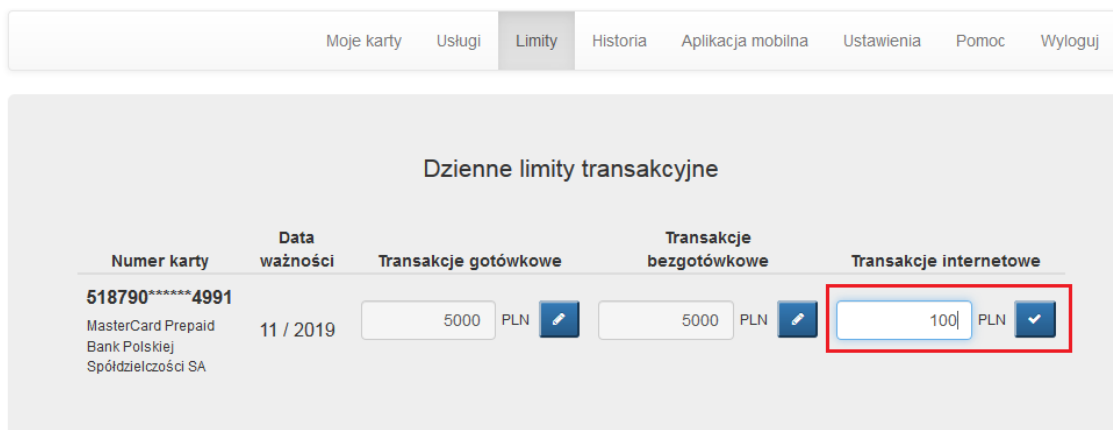 Moje karty Usługi Limity Historia Aplikacja mobilna Ustawienia Pomoc Wyloguj
Dzienne limity transakcyjne
Numer karty
Data
ważności
Transakcje gotówkowe
Transakcje
bezgotówkowe
Transakcje internetowe
518790******4991
MasterCard Prepaid
Bank Polskiej
Spółdzielczości SA
11 / 2019
5000 PLN
5000 PLN
100 PLN